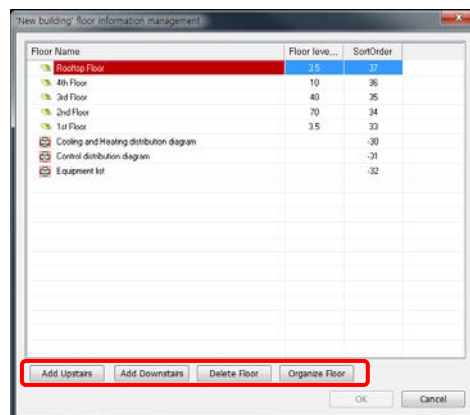 'New building' floor information management
Floor Name Floor leve... SortOrder
Rooftop Floor 3.5 37
4th Floor 10 36
3rd Floor 40 35
2nd Floor 70 34
1st Floor 3.5 33
Cooling and Heating distribution diagram -30
Control distribution diagram -31
Equipment list -32
Add Upstairs Add Downstairs Delete Floor Organize Floor
OK Cancel